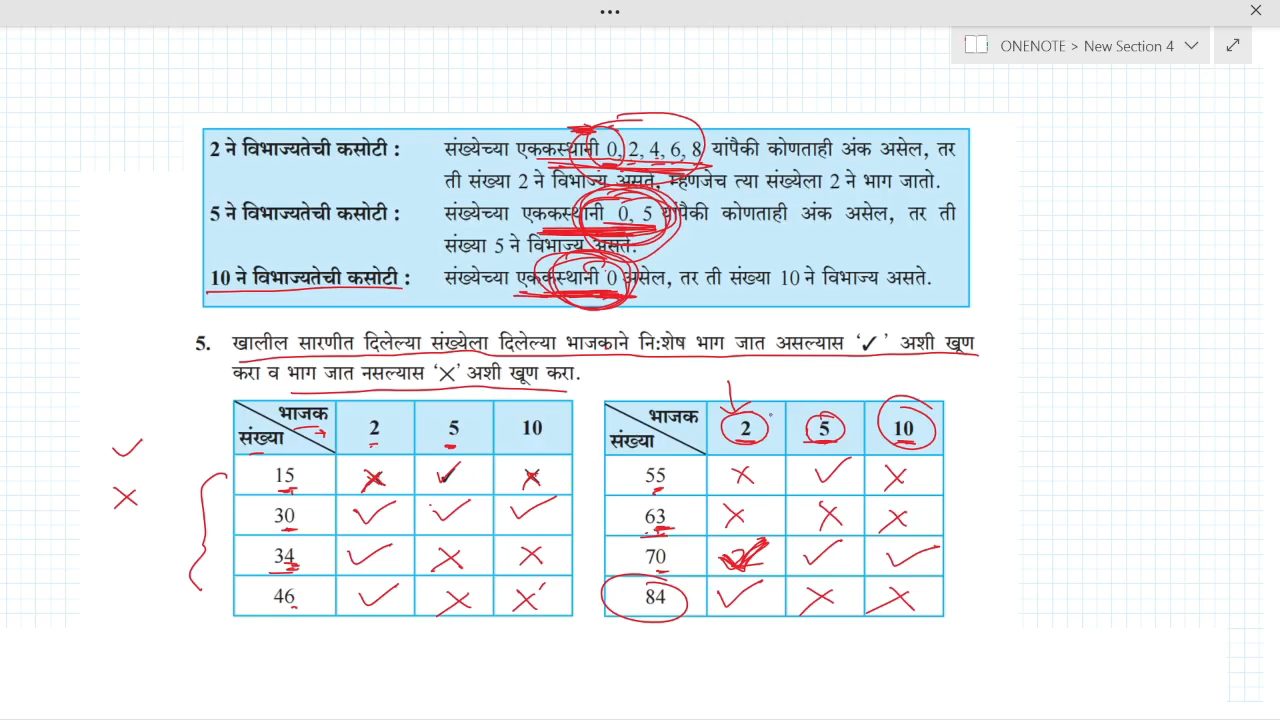 ONENOTE > New Section 4
2 ने विभाज्यतेची कसोटी : संख्येच्या एककस्थानी 0, 2, 4, 6, 8 यांपैकी कोणताही अंक असेल, तर
ती संख्या 2 ने विभाज्य असते, म्हणजेच त्या संख्येला 2 ने भाग जातो.
5 ने विभाज्यतेची कसोटी : संख्येच्या एककस्थानी 0, 5 यांपैकी कोणताही अंक असेल, तर ती
संख्या 5 ने विभाज्य असते.
10 ने विभाज्यतेची कसोटी : संख्येच्या एककस्थानी 0 असेल, तर ती संख्या 10 ने विभाज्य असते.
5. खालील सारणीत दिलेल्या संख्येला दिलेल्या भाजकाने नि:शेष भाग जात असल्यास ‘✓’ अशी खूण
करा व भाग जात नसल्यास ‘×’ अशी खूण करा.
भाजक संख्या 2 5 10
15 × ✓ ×
30 ✓ ✓ ✓
34 ✓ × ×
46 ✓ × ×
भाजक संख्या 2 5 10
55 × ✓ ×
63 × × ×
70 ✓ ✓ ✓
84 ✓ × ×
✓
×